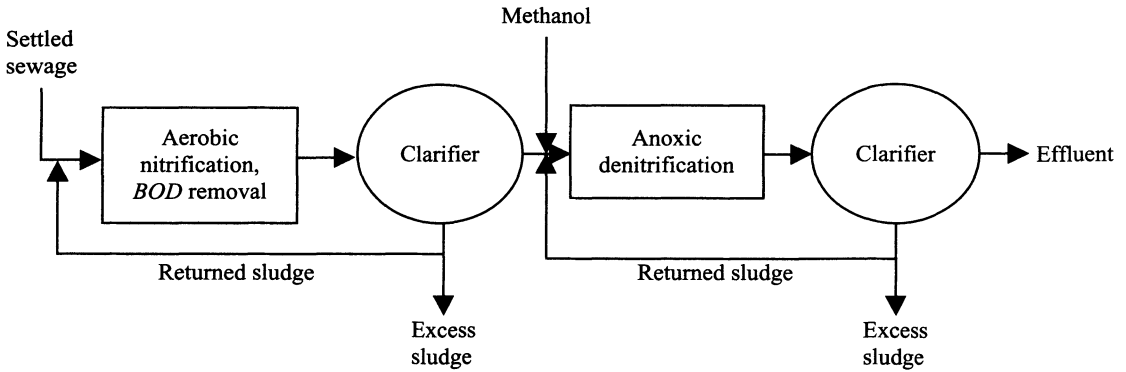 Methanol
Settled
sewage
Aerobic
nitrification,
BOD removal
Clarifier
Anoxic
denitrification
Clarifier
Effluent
Returned sludge
Returned sludge
Excess
sludge
Excess
sludge